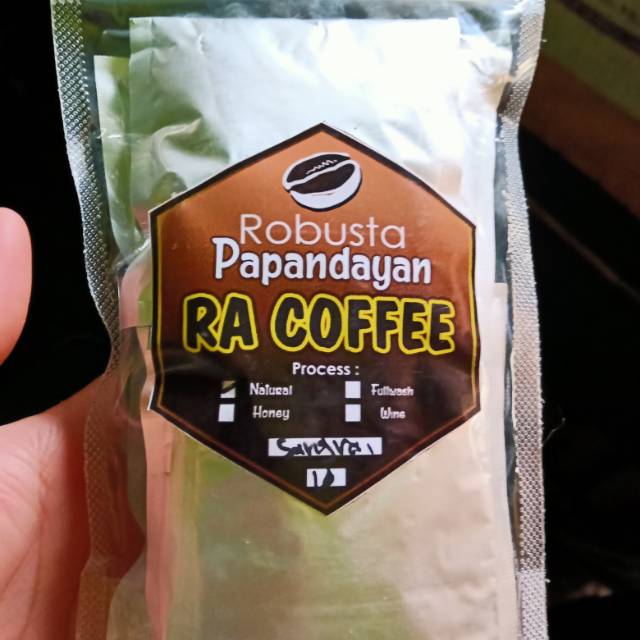 Robusta
Papandayan
RA COFFEE
Process :
Natural Fullwash
Honey Wine